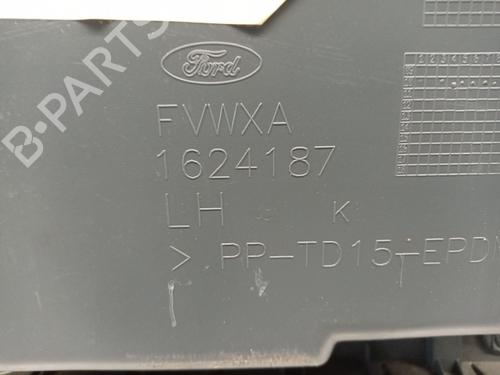 B-PARTS
Ford
FVWXA
1624187
LH K
> PP-TD15-EPD